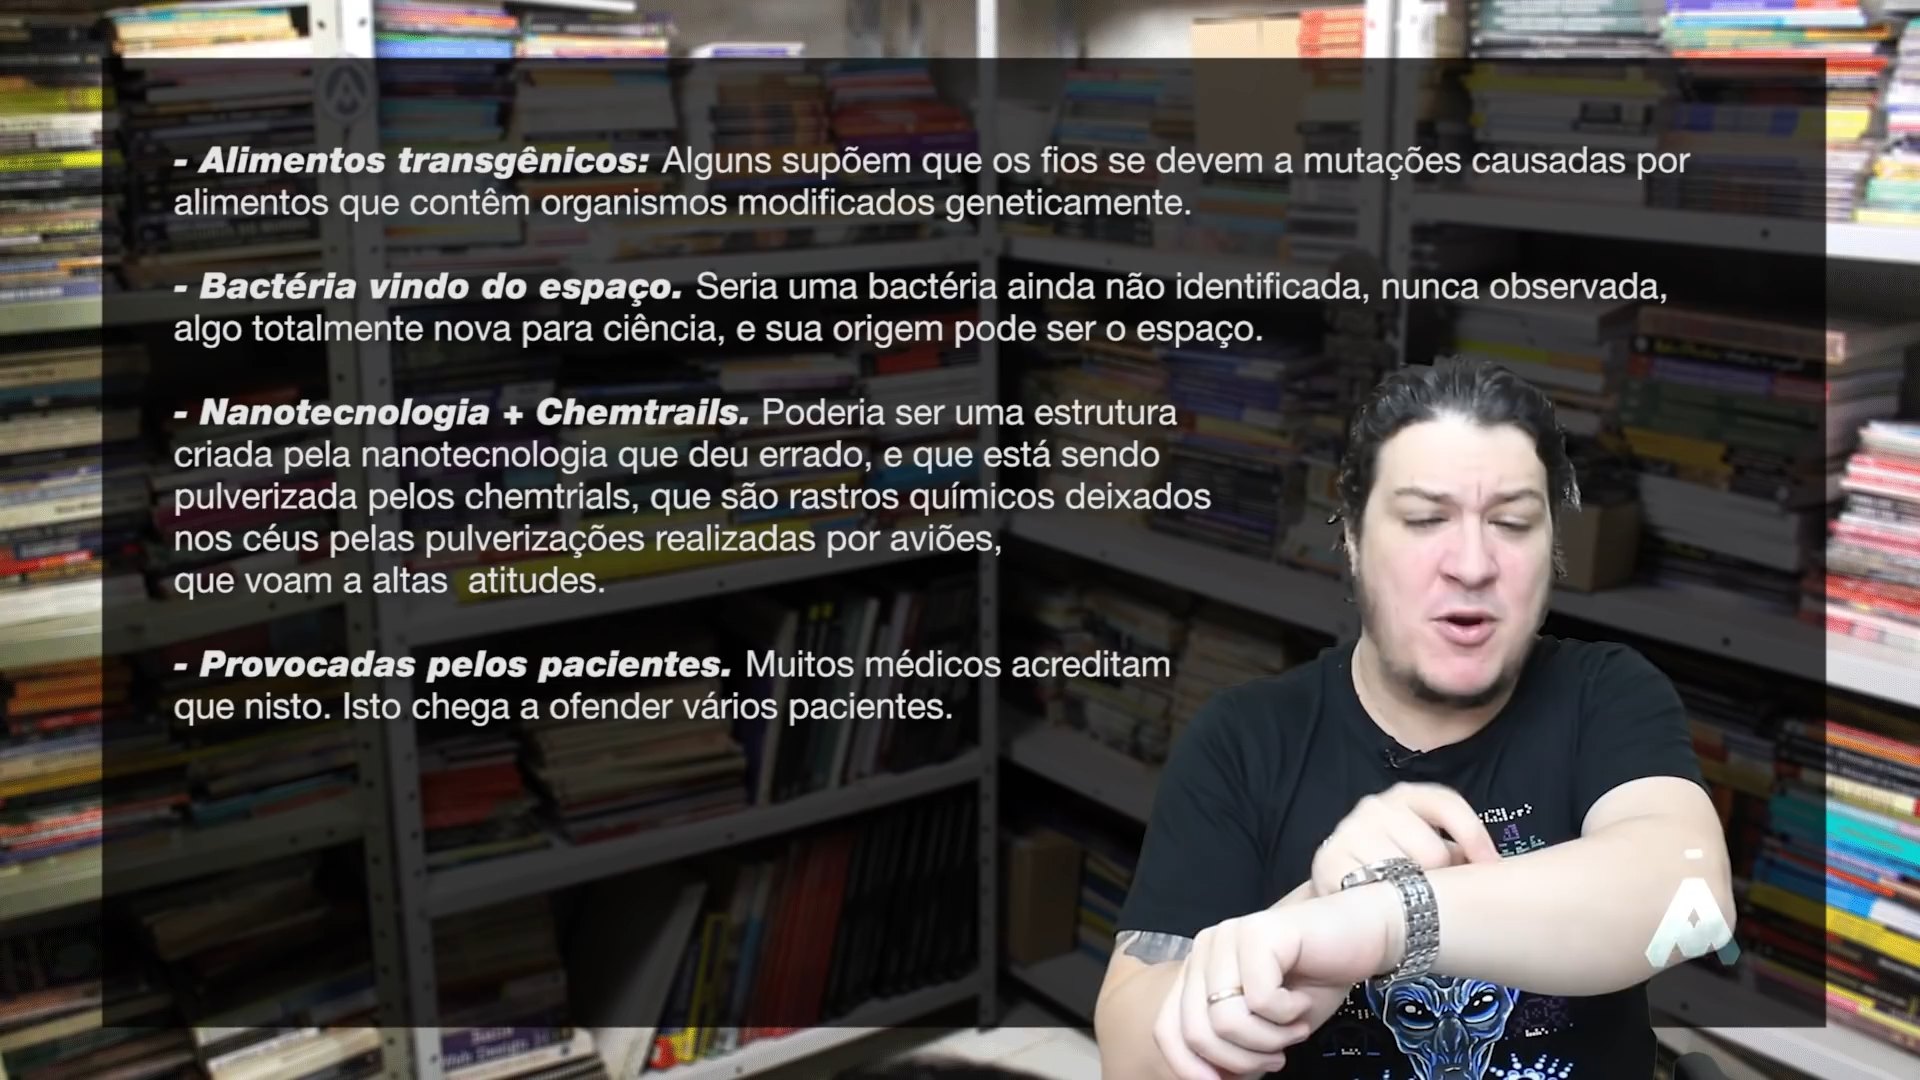 - Alimentos transgênicos: Alguns supõem que os fios se devem a mutações causadas por
alimentos que contêm organismos modificados geneticamente.
- Bactéria vindo do espaço. Seria uma bactéria ainda não identificada, nunca observada,
algo totalmente nova para ciência, e sua origem pode ser o espaço.
- Nanotecnologia + Chemtrails. Poderia ser uma estrutura
criada pela nanotecnologia que deu errado, e que está sendo
pulverizada pelos chemtrials, que são rastros químicos deixados
nos céus pelas pulverizações realizadas por aviões,
que voam a altas  atitudes.
- Provocadas pelos pacientes. Muitos médicos acreditam
que nisto. Isto chega a ofender vários pacientes.